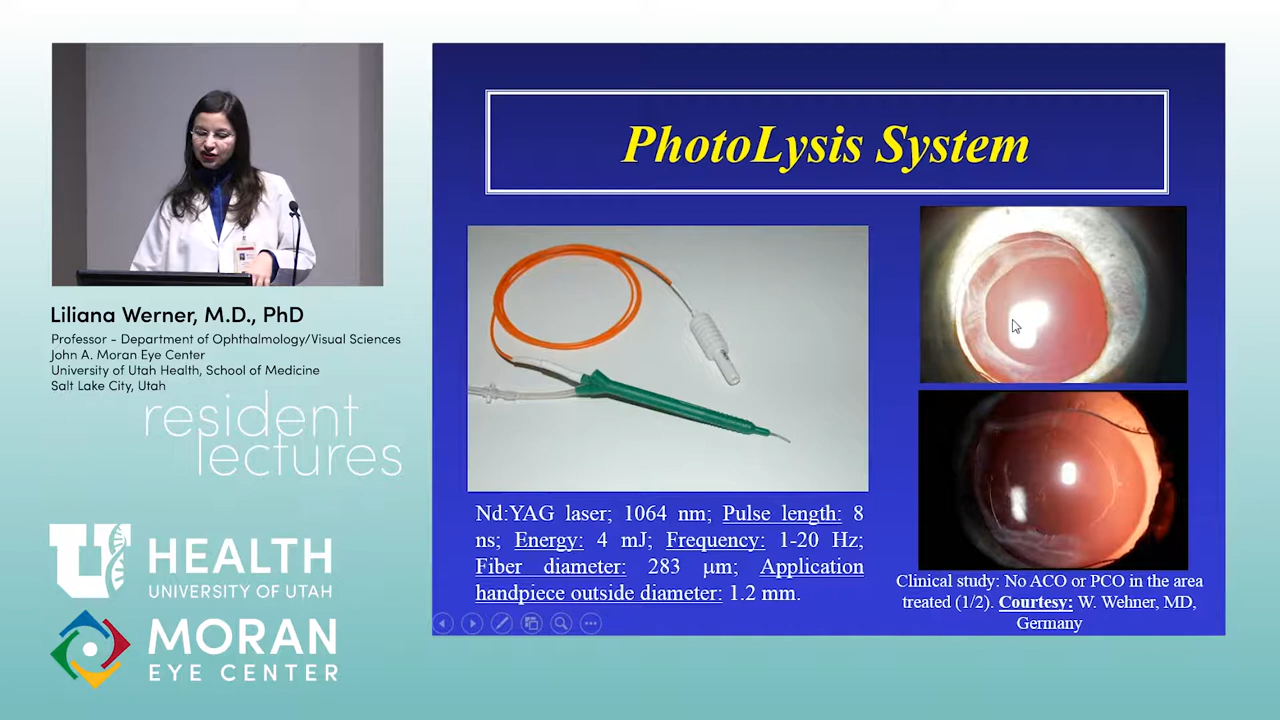 Liliana Werner, M.D., PhD
Professor - Department of Ophthalmology/Visual Sciences
John A. Moran Eye Center
University of Utah Health, School of Medicine
Salt Lake City, Utah
resident
lectures
U HEALTH
UNIVERSITY OF UTAH
MORAN
EYE CENTER
PhotoLysis System
Nd:YAG laser; 1064 nm; Pulse length: 8
ns; Energy: 4 mJ; Frequency: 1-20 Hz;
Fiber diameter: 283 μm; Application
handpiece outside diameter: 1.2 mm.
Clinical study: No ACO or PCO in the area
treated (1/2). Courtesy: W. Wehner, MD,
Germany